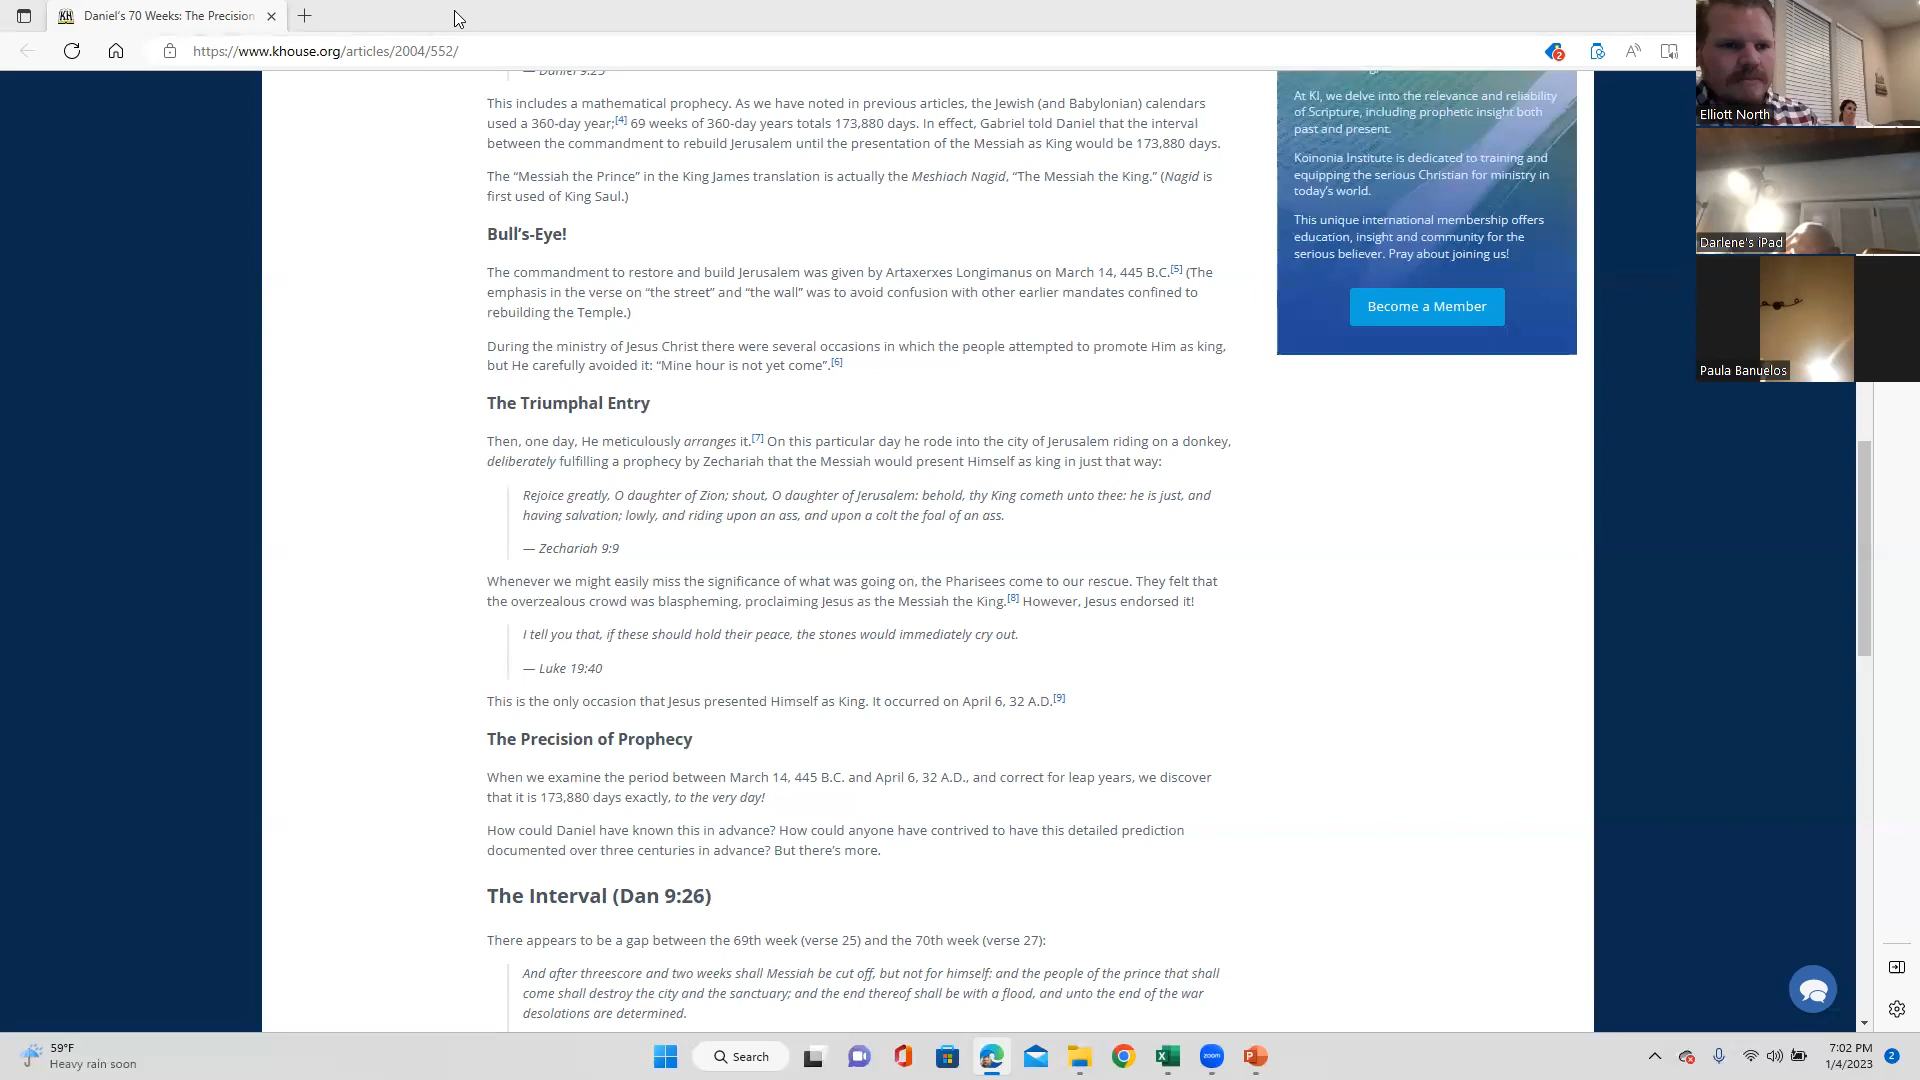 Daniel's 70 Weeks: The Precision
https://www.khouse.org/articles/2004/552/
2
— Daniel 9:25
This includes a mathematical prophecy. As we have noted in previous articles, the Jewish (and Babylonian) calendars
used a 360-day year;[4] 69 weeks of 360-day years totals 173,880 days. In effect, Gabriel told Daniel that the interval
between the commandment to rebuild Jerusalem until the presentation of the Messiah as King would be 173,880 days.
The “Messiah the Prince” in the King James translation is actually the Meshiach Nagid, “The Messiah the King.” (Nagid is
first used of King Saul.)
Bull’s-Eye!
The commandment to restore and build Jerusalem was given by Artaxerxes Longimanus on March 14, 445 B.C.[5] (The
emphasis in the verse on “the street” and “the wall” was to avoid confusion with other earlier mandates confined to
rebuilding the Temple.)
During the ministry of Jesus Christ there were several occasions in which the people attempted to promote Him as king,
but He carefully avoided it: “Mine hour is not yet come”.[6]
The Triumphal Entry
Then, one day, He meticulously arranges it.[7] On this particular day he rode into the city of Jerusalem riding on a donkey,
deliberately fulfilling a prophecy by Zechariah that the Messiah would present Himself as king in just that way:
Rejoice greatly, O daughter of Zion; shout, O daughter of Jerusalem: behold, thy King cometh unto thee: he is just, and
having salvation; lowly, and riding upon an ass, and upon a colt the foal of an ass.
— Zechariah 9:9
Whenever we might easily miss the significance of what was going on, the Pharisees come to our rescue. They felt that
the overzealous crowd was blaspheming, proclaiming Jesus as the Messiah the King.[8] However, Jesus endorsed it!
I tell you that, if these should hold their peace, the stones would immediately cry out.
— Luke 19:40
This is the only occasion that Jesus presented Himself as King. It occurred on April 6, 32 A.D.[9]
The Precision of Prophecy
When we examine the period between March 14, 445 B.C. and April 6, 32 A.D., and correct for leap years, we discover
that it is 173,880 days exactly, to the very day!
How could Daniel have known this in advance? How could anyone have contrived to have this detailed prediction
documented over three centuries in advance? But there’s more.
The Interval (Dan 9:26)
There appears to be a gap between the 69th week (verse 25) and the 70th week (verse 27):
And after threescore and two weeks shall Messiah be cut off, but not for himself: and the people of the prince that shall
come shall destroy the city and the sanctuary; and the end thereof shall be with a flood, and unto the end of the war
desolations are determined.
At KI, we delve into the relevance and reliability
of Scripture, including prophetic insight both
past and present.
Koinonia Institute is dedicated to training and
equipping the serious Christian for ministry in
today’s world.
This unique international membership offers
education, insight and community for the
serious believer. Pray about joining us!
Become a Member
Elliott North
Darlene's iPad
Paula Banuelos
59°F
Heavy rain soon
Search
zoom
7:02 PM
1/4/2023
2